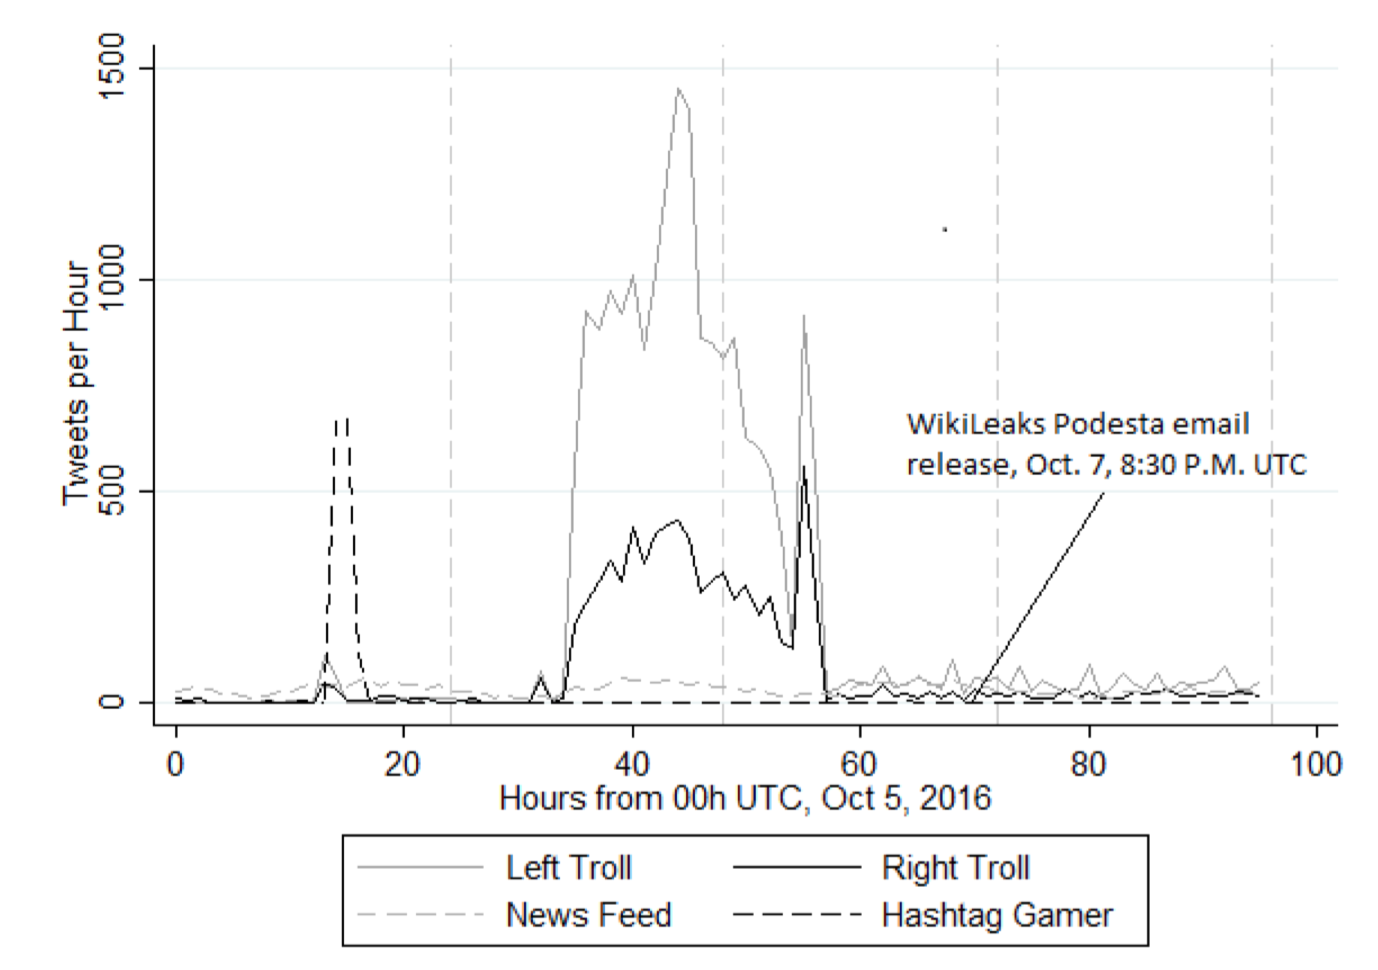 1500
1000
500
0
Tweets per Hour
WikiLeaks Podesta email
release, Oct. 7, 8:30 P.M. UTC
0 20 40 60 80 100
Hours from 00h UTC, Oct 5, 2016
Left Troll Right Troll
News Feed Hashtag Gamer